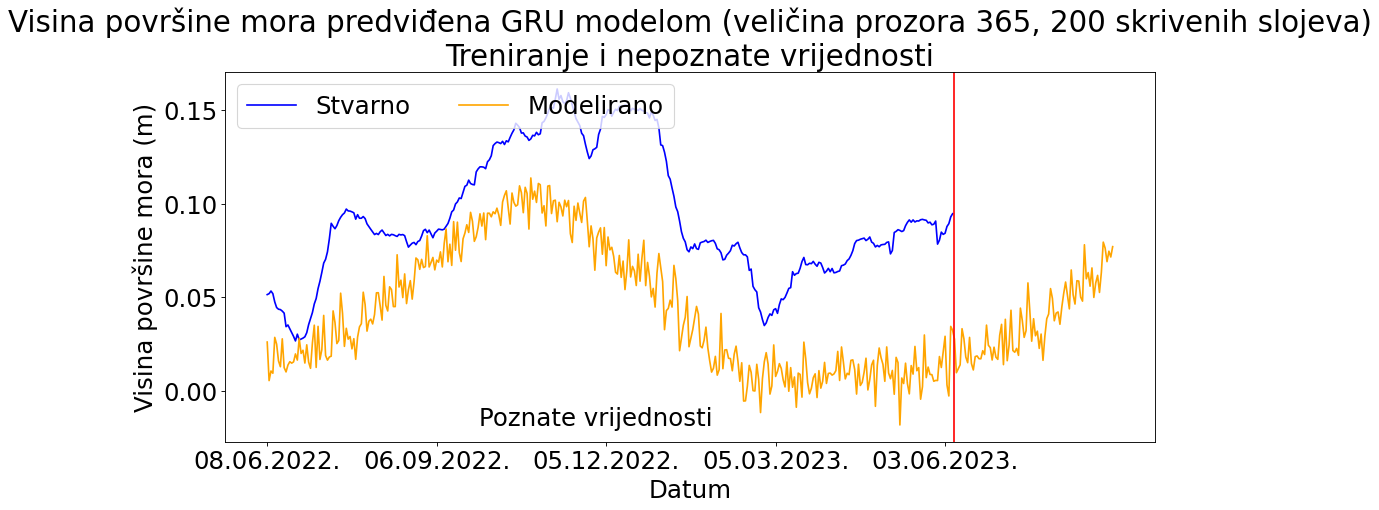 Visina površine mora predviđena GRU modelom (veličina prozora 365, 200 skrivenih slojeva)
Treniranje i nepoznate vrijednosti
Stvarno Modelirano
Visina površine mora (m)
0.15
0.10
0.05
0.00
Poznate vrijednosti
08.06.2022. 06.09.2022. 05.12.2022. 05.03.2023. 03.06.2023.
Datum